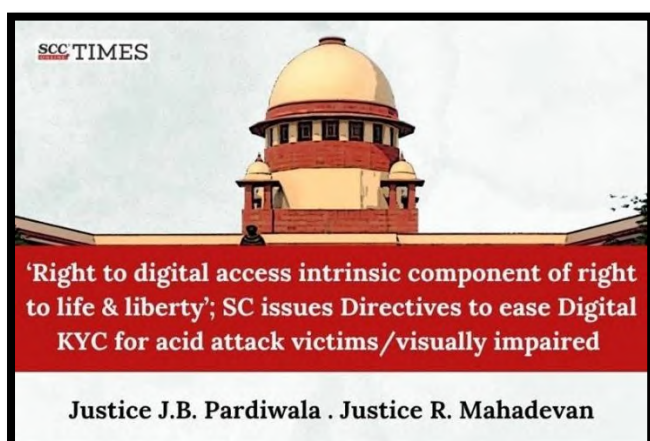 SCC TIMES
ONLINE
‘Right to digital access intrinsic component of right
to life & liberty’; SC issues Directives to ease Digital
KYC for acid attack victims/visually impaired
Justice J.B. Pardiwala . Justice R. Mahadevan